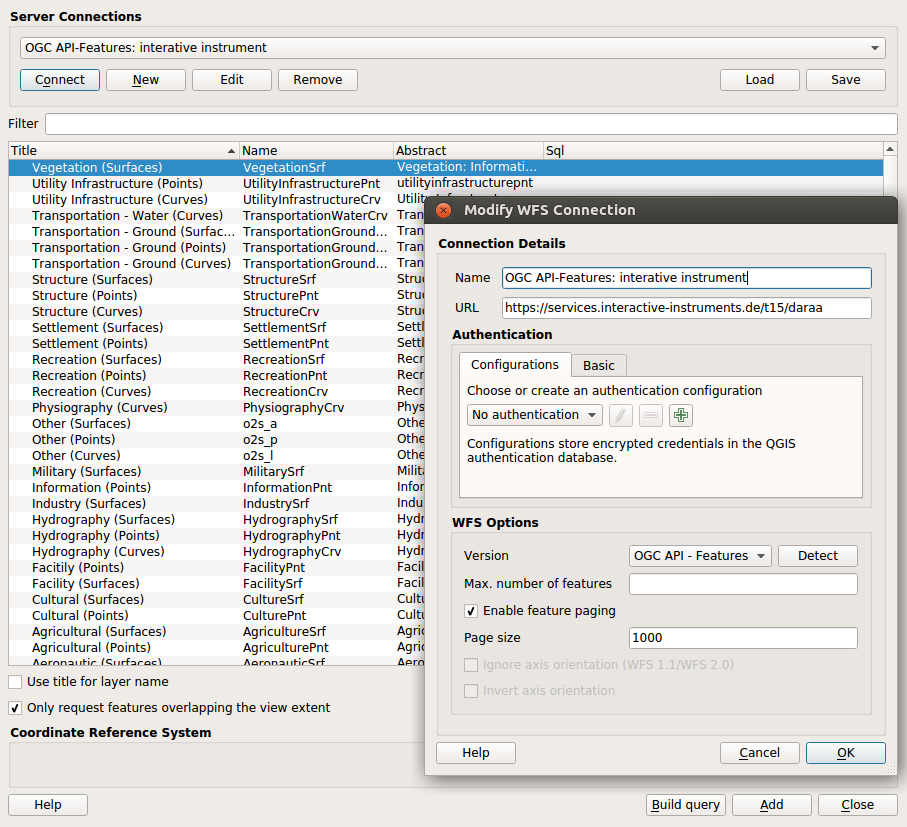 Server Connections
OGC API-Features: interative instrument
Connect New Edit Remove Load Save
Filter
Title Name Abstract Sql
Vegetation (Surfaces) VegetationSrf Vegetation: Informati...
Utility Infrastructure (Points) UtilityInfrastructurePnt utilityinfrastructurepnt
Utility Infrastructure (Curves) UtilityInfrastructureCrv
Transportation - Water (Curves) TransportationWaterCrv Tran
Transportation - Ground (Surfac... TransportationGround... Tran
Transportation - Ground (Points) TransportationGround... Tran
Transportation - Ground (Curves) TransportationGround... Tran
Structure (Surfaces) StructureSrf Struc
Structure (Points) StructurePnt Struc
Structure (Curves) StructureCrv Struc
Settlement (Surfaces) SettlementSrf Settl
Settlement (Points) SettlementPnt Settl
Recreation (Surfaces) RecreationSrf Recr
Recreation (Points) RecreationPnt Recr
Recreation (Curves) RecreationCrv Recr
Physiography (Curves) PhysiographyCrv Phys
Other (Surfaces) o2s_a Othe
Other (Points) o2s_p Othe
Other (Curves) o2s_l Othe
Military (Surfaces) MilitarySrf Milit
Information (Points) InformationPnt Infor
Industry (Surfaces) IndustrySrf Indu
Hydrography (Surfaces) HydrographySrf Hydr
Hydrography (Points) HydrographyPnt Hydr
Hydrography (Curves) HydrographyCrv Hydr
Facitily (Points) FacilityPnt Facil
Facility (Surfaces) FacilitySrf Facil
Cultural (Surfaces) CultureSrf Cultu
Cultural (Points) CulturePnt Cultu
Agricultural (Surfaces) AgricultureSrf Agric
Agricultural (Points) AgriculturePnt Agric
Aeronautic (Surfaces) AeronauticSrf Aero
Use title for layer name
Only request features overlapping the view extent
Coordinate Reference System
Help Build query Add Close
Modify WFS Connection
Connection Details
Name OGC API-Features: interative instrument
URL https://services.interactive-instruments.de/t15/daraa
Authentication
Configurations Basic
Choose or create an authentication configuration
No authentication
Configurations store encrypted credentials in the QGIS
authentication database.
WFS Options
Version OGC API - Features Detect
Max. number of features
Enable feature paging
Page size 1000
Ignore axis orientation (WFS 1.1/WFS 2.0)
Invert axis orientation
Help Cancel OK